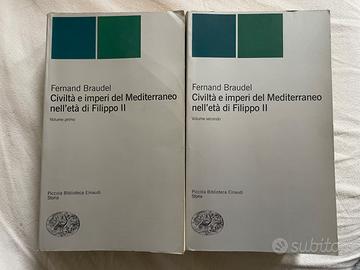 Fernand Braudel
Civiltà e imperi del Mediterraneo
nell'età di Filippo II
Volume primo
Piccola Biblioteca Einaudi
Storia
Fernand Braudel
Civiltà e imperi del Mediterraneo
nell'età di Filippo II
Volume secondo
Piccola Biblioteca Einaudi
Storia
subito